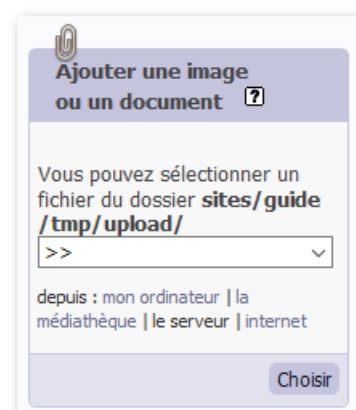 Ajouter une image
ou un document ?
Vous pouvez sélectionner un
fichier du dossier sites/guide
/tmp/upload/
>>
depuis : mon ordinateur | la
médiathèque | le serveur | internet
Choisir